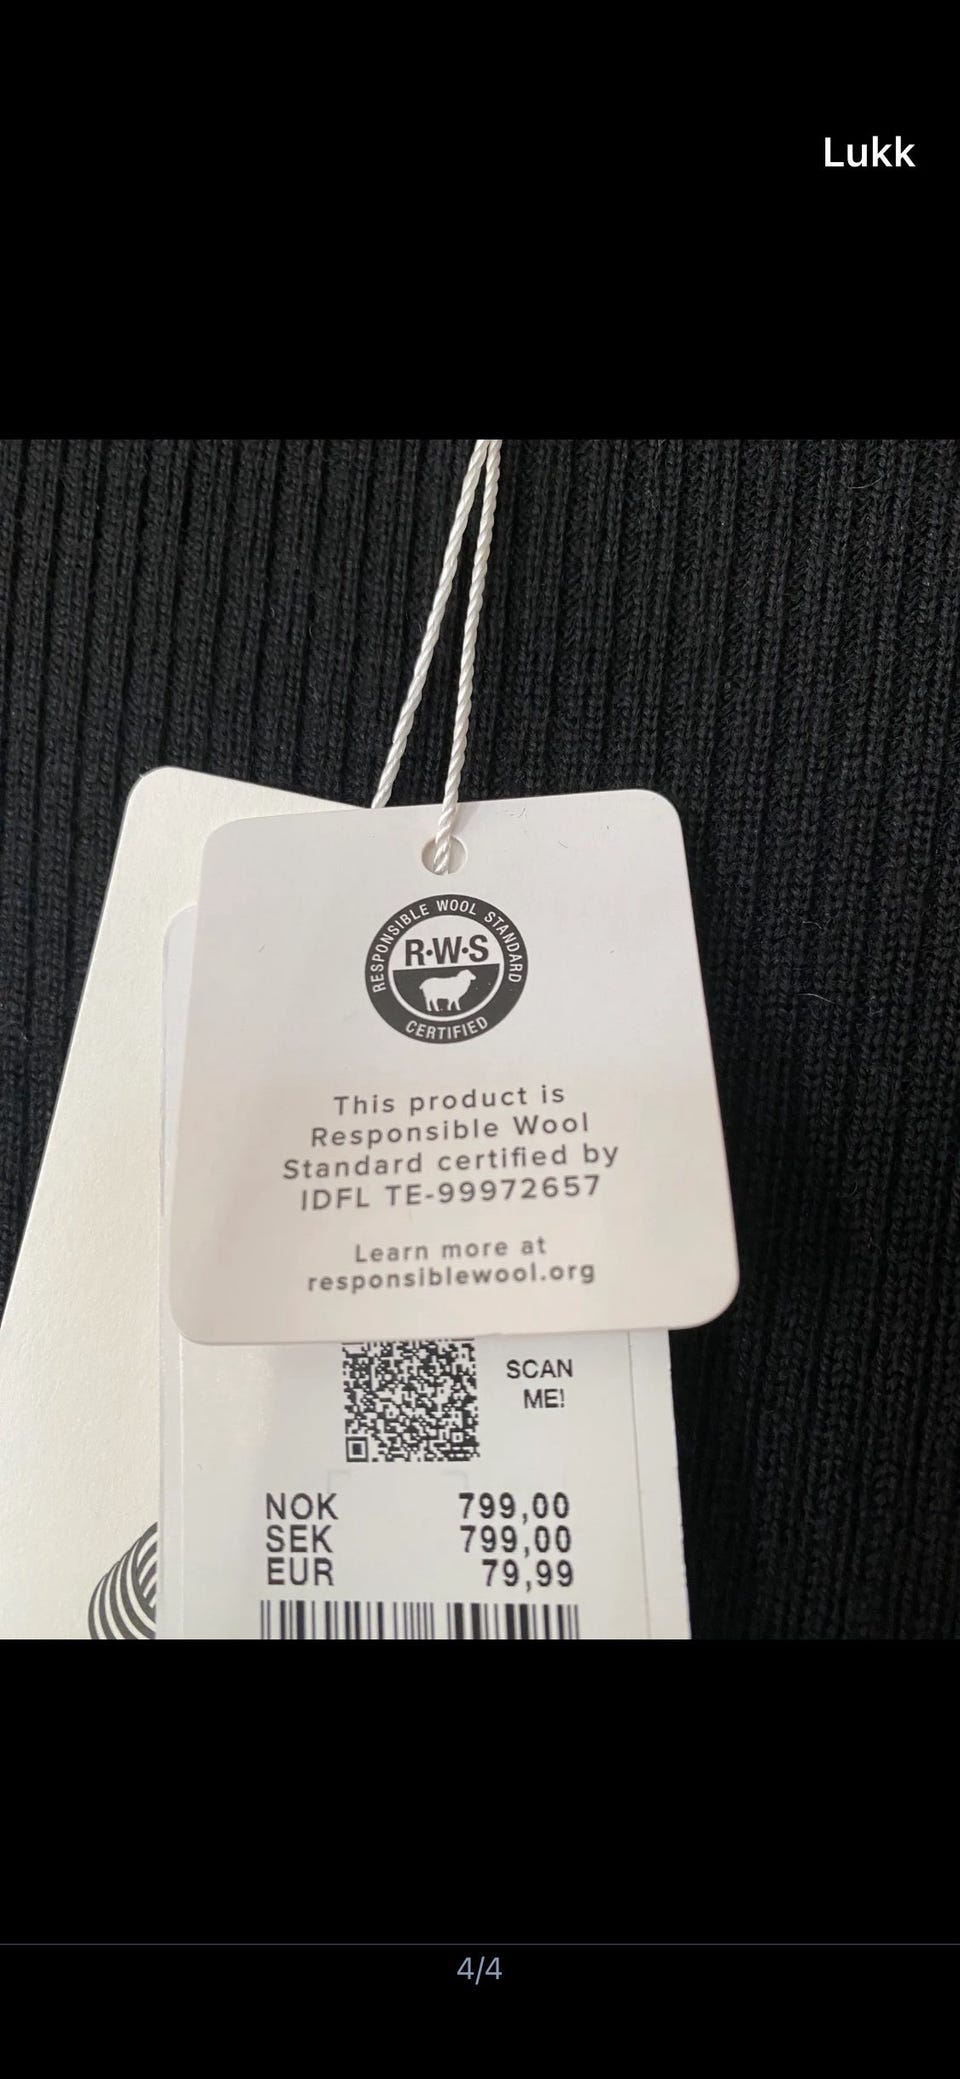 Lukk
RESPONSIBLE WOOL STANDARD
R·W·S
CERTIFIED
This product is
Responsible Wool
Standard certified by
IDFL TE-99972657
Learn more at
responsiblewool.org
SCAN
ME!
NOK 799,00
SEK 799,00
EUR 79,99
4/4